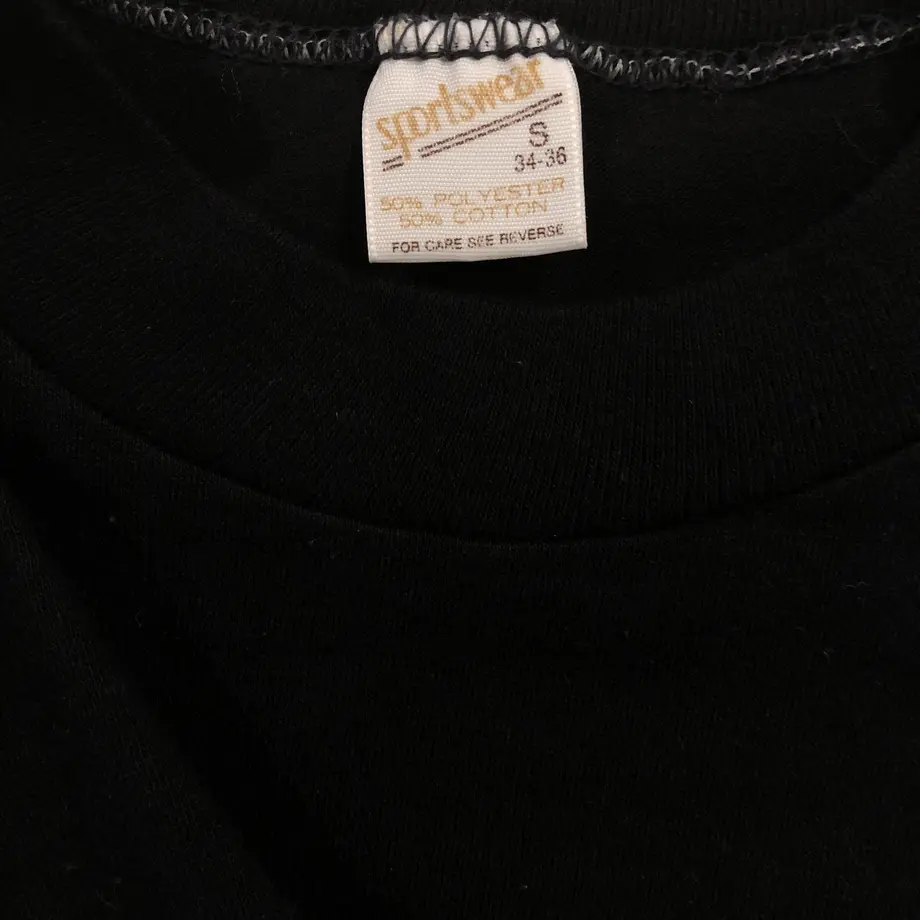 sportswear
S
34-36
50% POLYESTER
50% COTTON
FOR CARE SEE REVERSE